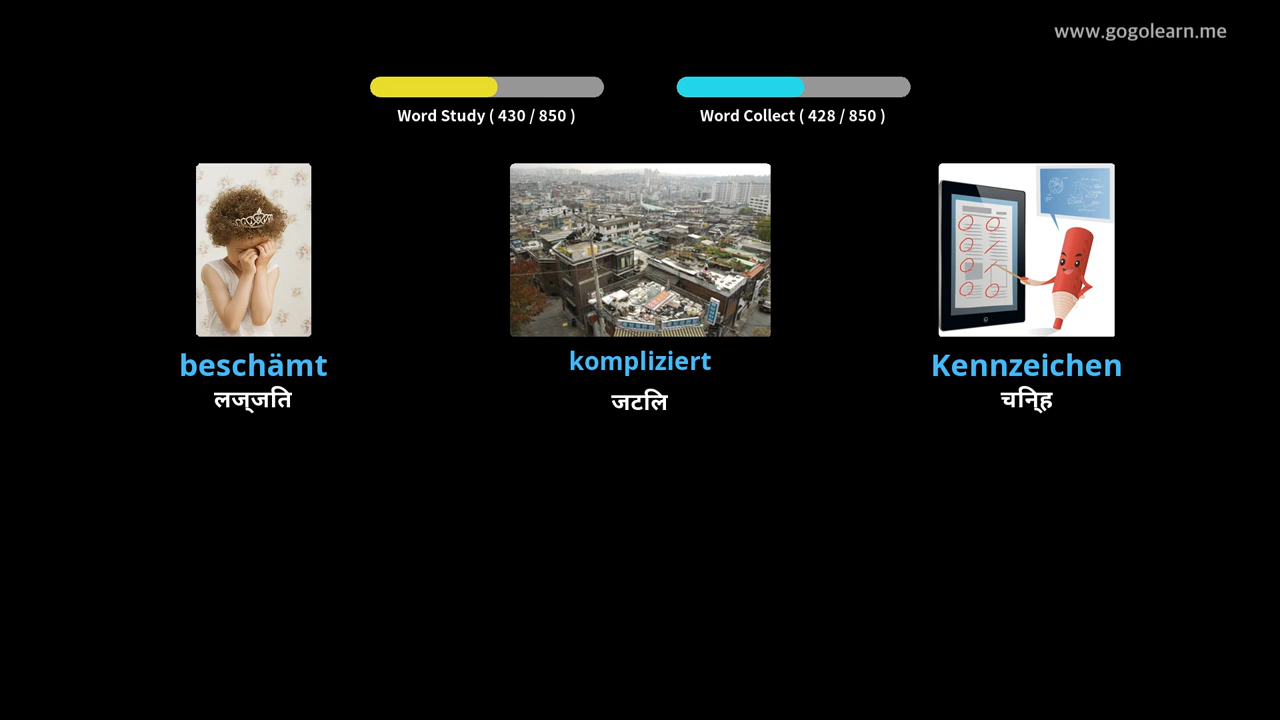 www.gogolearn.me
Word Study ( 430 / 850 )
Word Collect ( 428 / 850 )
beschämt
लज्जित
kompliziert
जटिल
Kennzeichen
चिन्ह